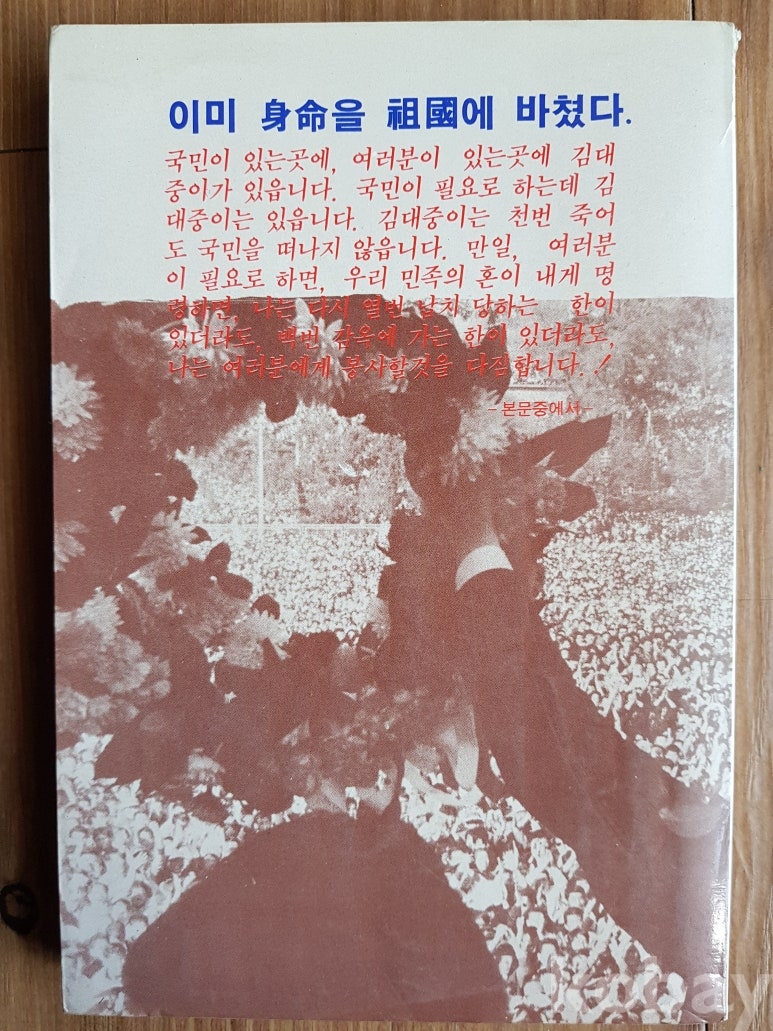 이미 身命을 祖國에 바쳤다.
국민이 있는곳에, 여러분이 있는곳에 김대
중이가 있읍니다. 국민이 필요로 하는데 김
대중이는 있읍니다. 김대중이는 천번 죽어
도 국민을 떠나지 않읍니다. 만일, 여러분
이 필요로 하면, 우리 민족의 혼이 내게 명
령하면, 나는 다시 열번 납치 당하는 한이
있더라도, 백번 감옥에 가는 한이 있더라도,
나는 여러분에게 봉사할것을 다짐합니다. !
- 본문중에서 -
kobay